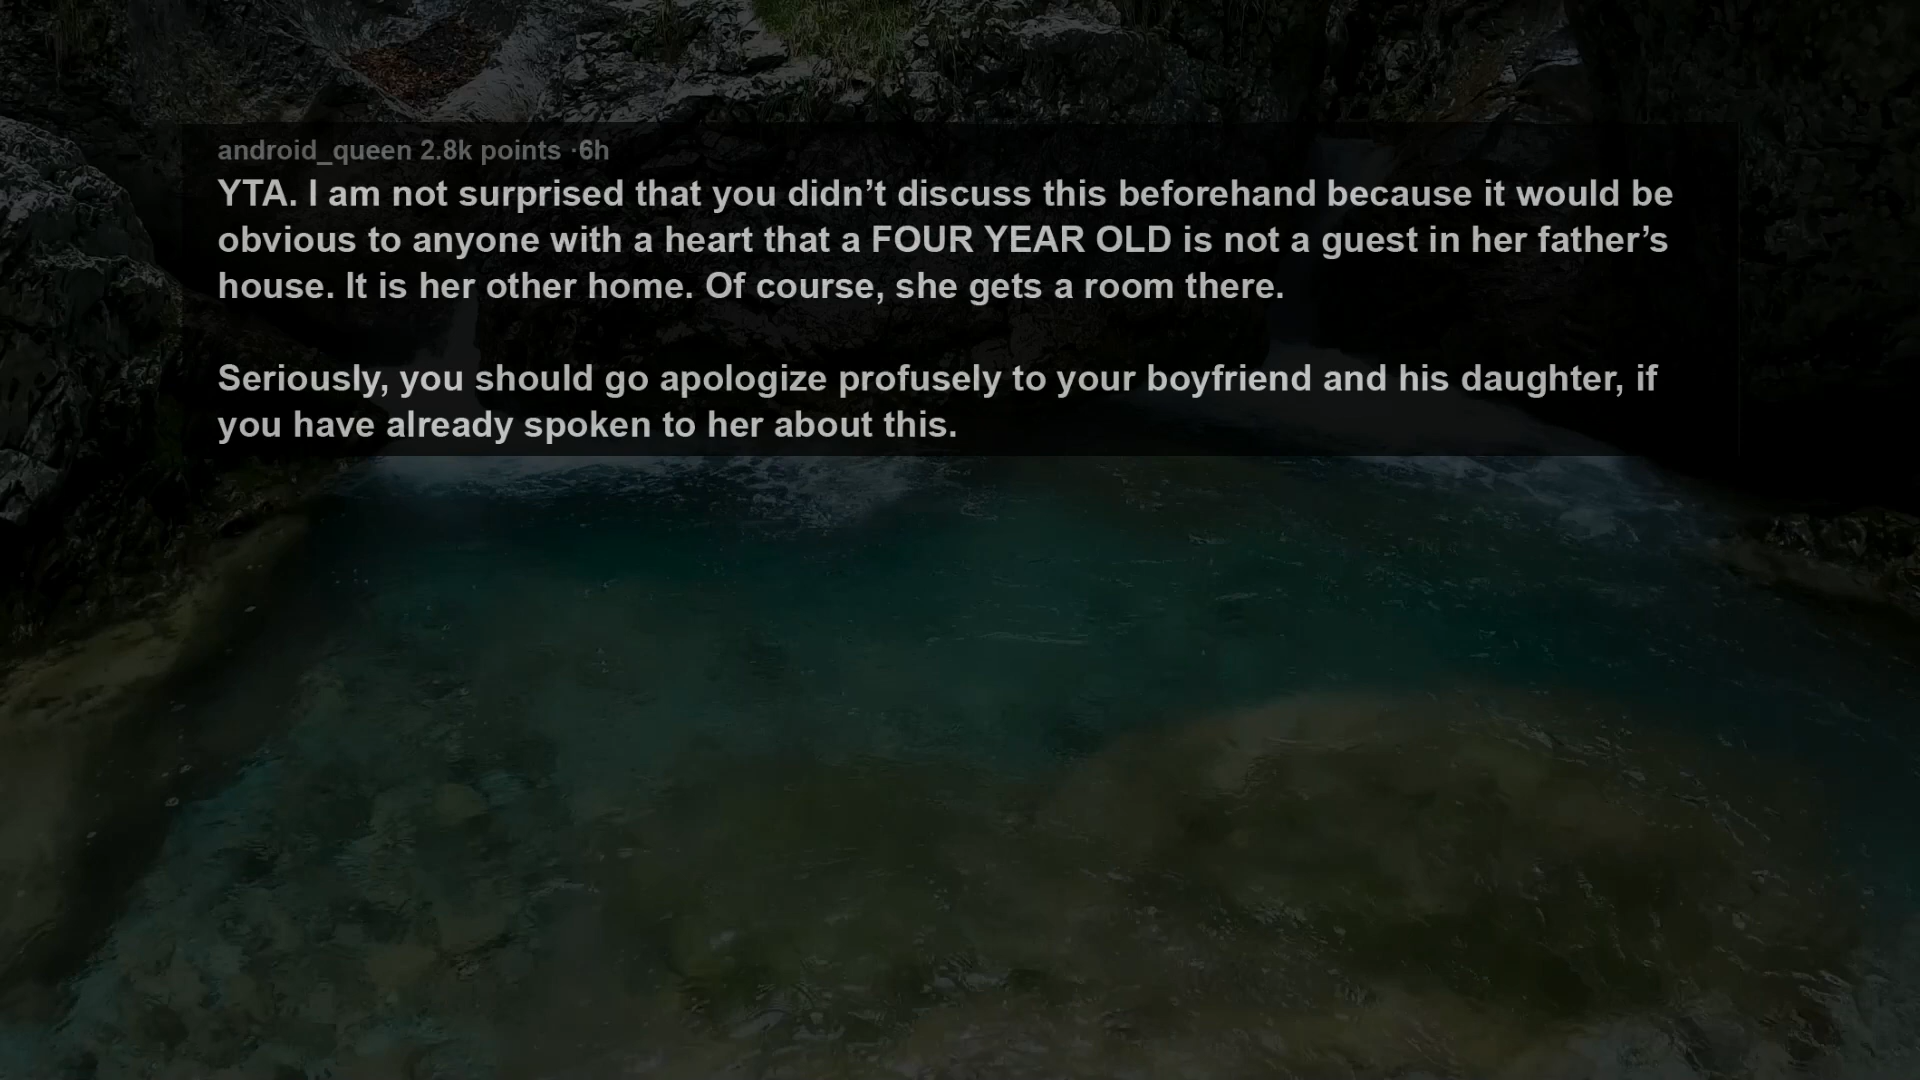 android_queen 2.8k points ·6h
YTA. I am not surprised that you didn’t discuss this beforehand because it would be
obvious to anyone with a heart that a FOUR YEAR OLD is not a guest in her father’s
house. It is her other home. Of course, she gets a room there.
Seriously, you should go apologize profusely to your boyfriend and his daughter, if
you have already spoken to her about this.